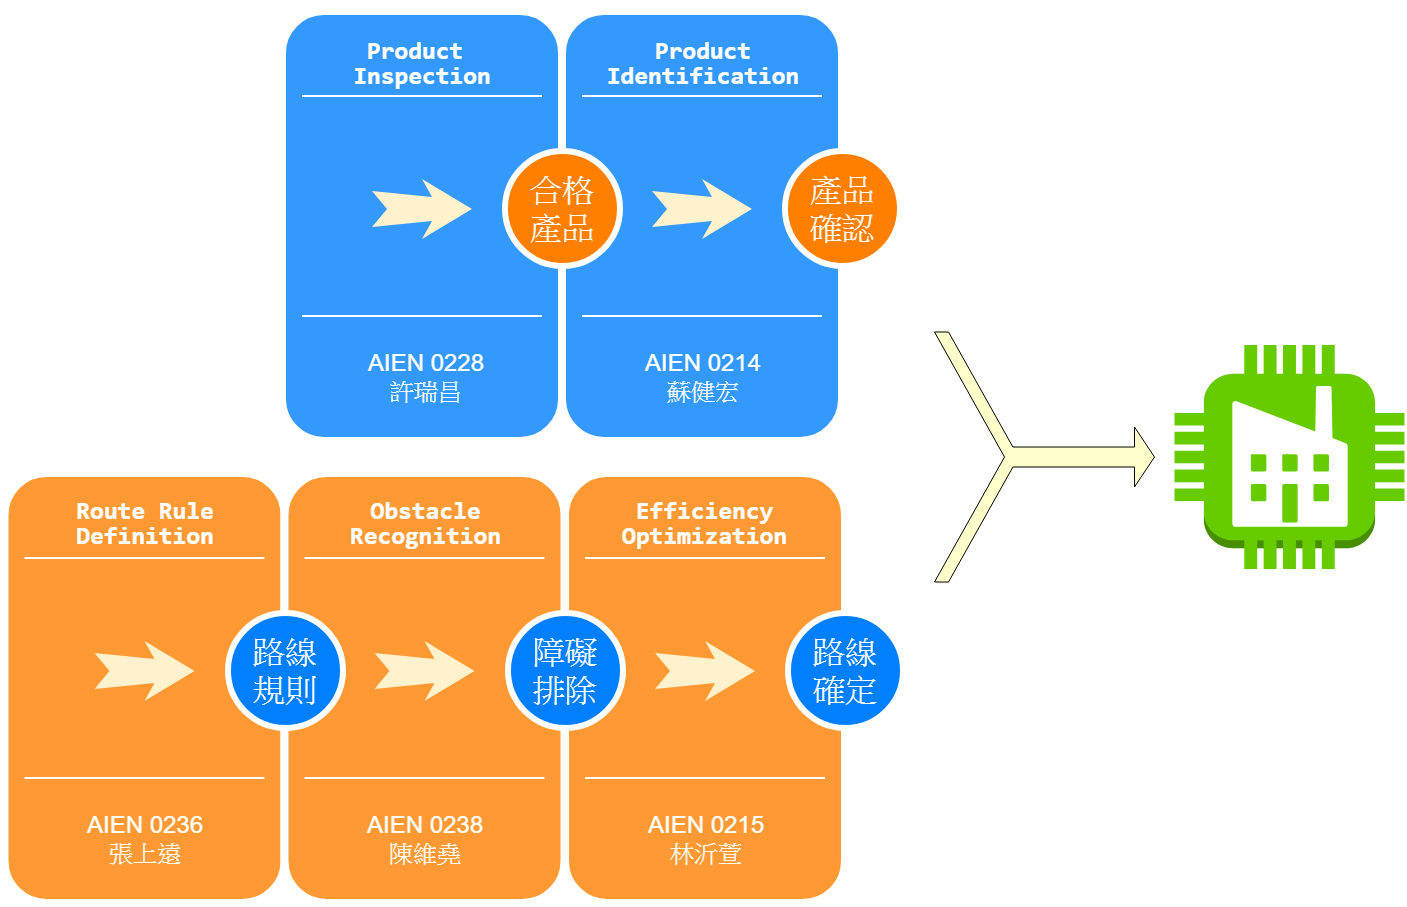 Product
Inspection
合格
產品
AIEN 0228
許瑞昌
Product
Identification
產品
確認
AIEN 0214
蘇健宏
Route Rule
Definition
路線
規則
AIEN 0236
張上遠
Obstacle
Recognition
障礙
排除
AIEN 0238
陳維堯
Efficiency
Optimization
路線
確定
AIEN 0215
林沂萱